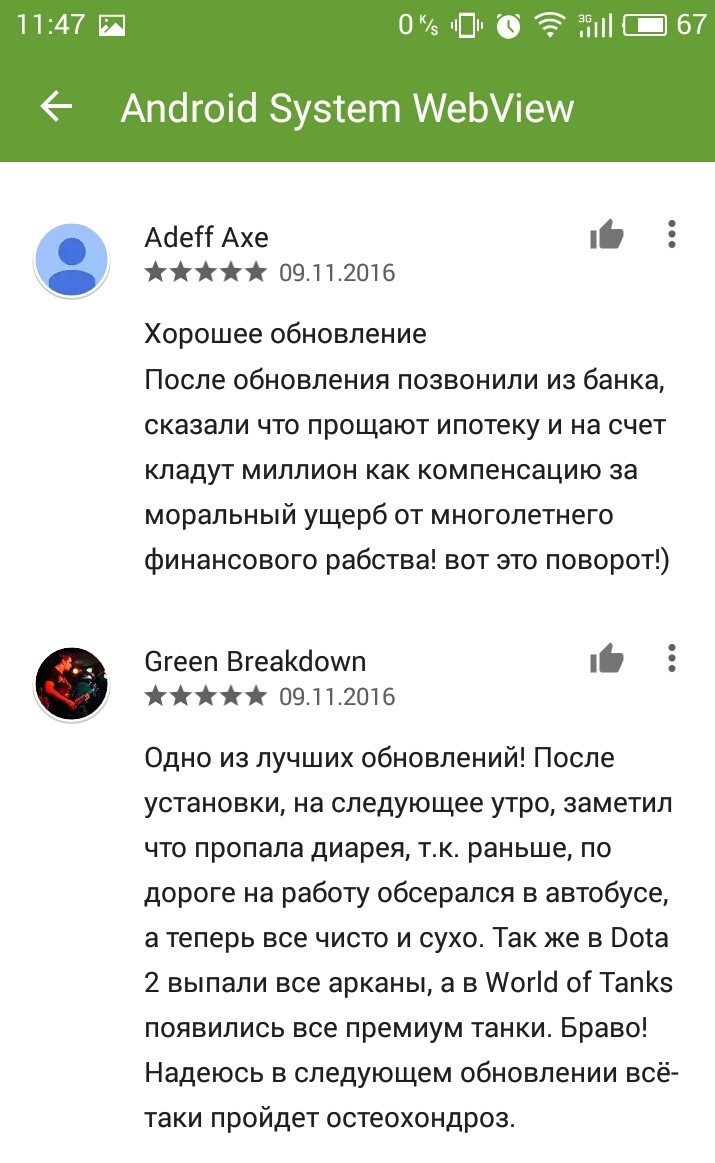 11:47 0 K/s 3G 67
Android System WebView
Adeff Axe
09.11.2016
Хорошее обновление
После обновления позвонили из банка,
сказали что прощают ипотеку и на счет
кладут миллион как компенсацию за
моральный ущерб от многолетнего
финансового рабства! вот это поворот!)
Green Breakdown
09.11.2016
Одно из лучших обновлений! После
установки, на следующее утро, заметил
что пропала диарея, т.к. раньше, по
дороге на работу обсерался в автобусе,
а теперь все чисто и сухо. Так же в Dota
2 выпали все арканы, а в World of Tanks
появились все премиум танки. Браво!
Надеюсь в следующем обновлении всё-
таки пройдет остеохондроз.